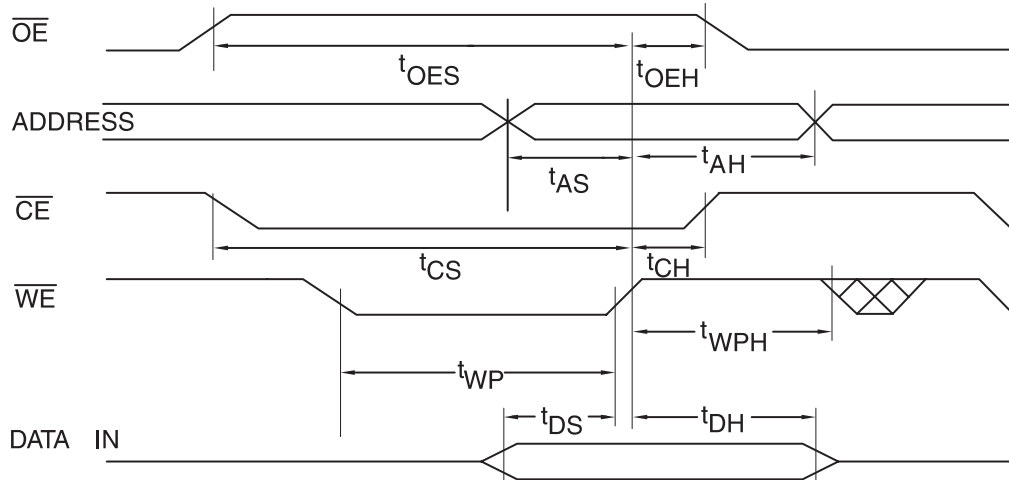 OE
tOES
tOEH
ADDRESS
tAS
tAH
CE
tCS
tCH
WE
tWPH
tWP
tDS
tDH
DATA IN